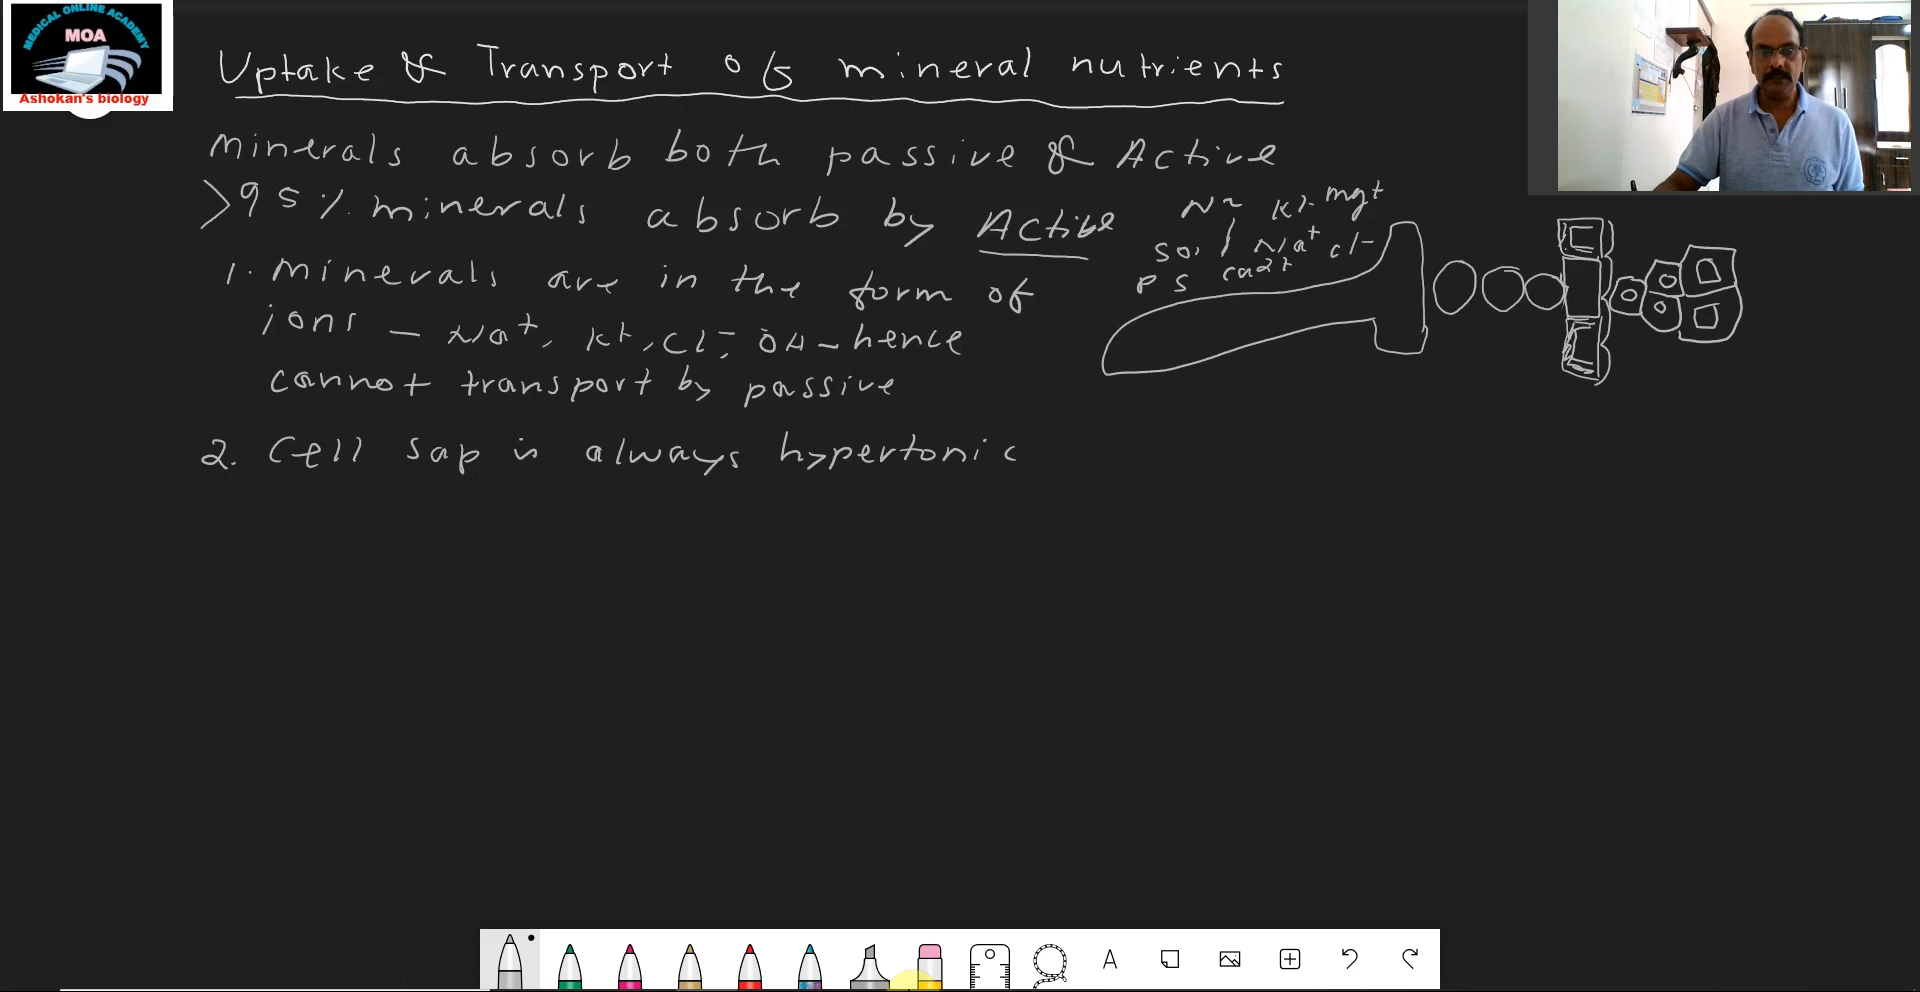 MEDICAL ONLINE ACADEMY
MOA
Ashokan's biology
Uptake & Transport of mineral nutrients
minerals absorb both passive & Active
>95% minerals absorb by Active
1. minerals are in the form of
ions – Na+, K+, Cl-, OH – hence
cannot transport by passive
2. Cell sap is always hypertonic
K+ mg+
Na+ cl-
P S ca2+
A